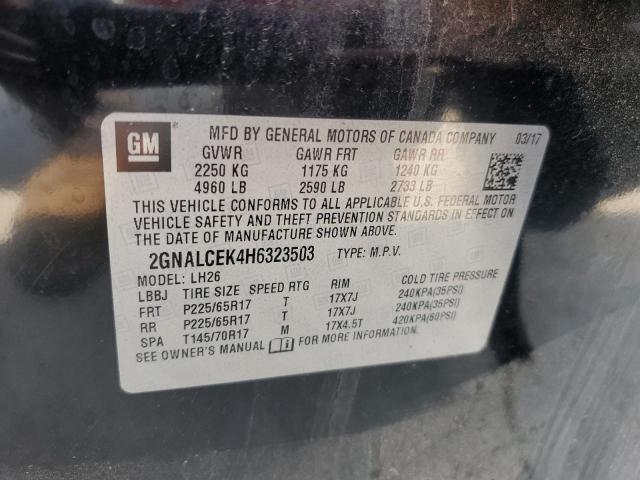 GM
MFD BY GENERAL MOTORS OF CANADA COMPANY 03/17
GVWR GAWR FRT GAWR RR
2250 KG 1175 KG 1240 KG
4960 LB 2590 LB 2733 LB
THIS VEHICLE CONFORMS TO ALL APPLICABLE U.S. FEDERAL MOTOR
VEHICLE SAFETY AND THEFT PREVENTION STANDARDS IN EFFECT ON
THE DATE OF MANUFACTURE SHOWN ABOVE.
2GNALCEK4H6323503 TYPE: M.P.V.
MODEL: LH26
LBBJ TIRE SIZE SPEED RTG RIM COLD TIRE PRESSURE
FRT P225/65R17 T 17X7J 240KPA(35PSI)
RR P225/65R17 T 17X7J 240KPA(35PSI)
SPA T145/70R17 M 17X4.5T 420KPA(60PSI)
SEE OWNER'S MANUAL FOR MORE INFORMATION.